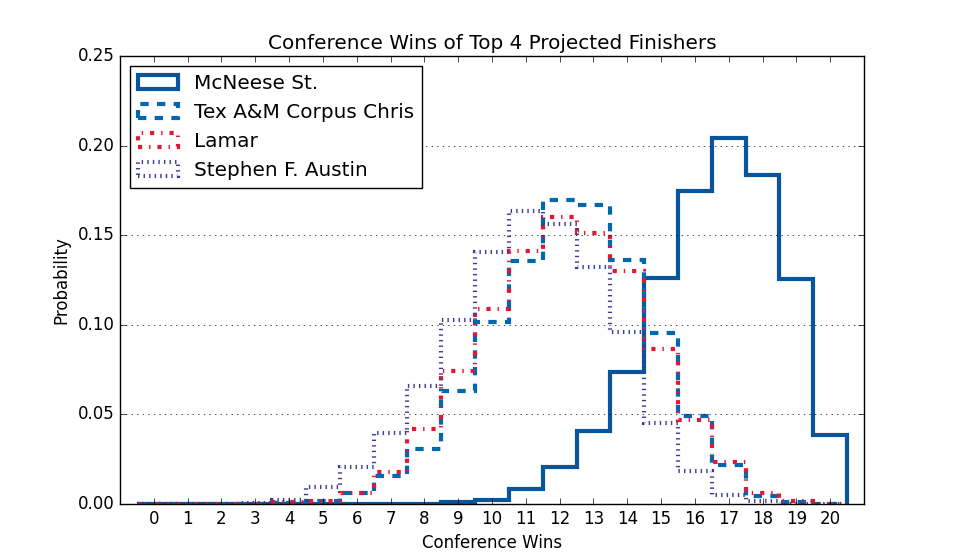 Conference Wins of Top 4 Projected Finishers
0.25
0.20
0.15
0.10
0.05
0.00
Probability
McNeese St.
Tex A&M Corpus Chris
Lamar
Stephen F. Austin
0 1 2 3 4 5 6 7 8 9 10 11 12 13 14 15 16 17 18 19 20
Conference Wins